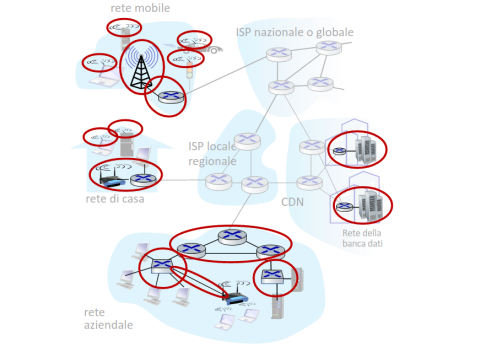 rete mobile
ISP nazionale o globale
ISP locale
regionale
rete di casa
CDN
Rete della
banca dati
rete
aziendale